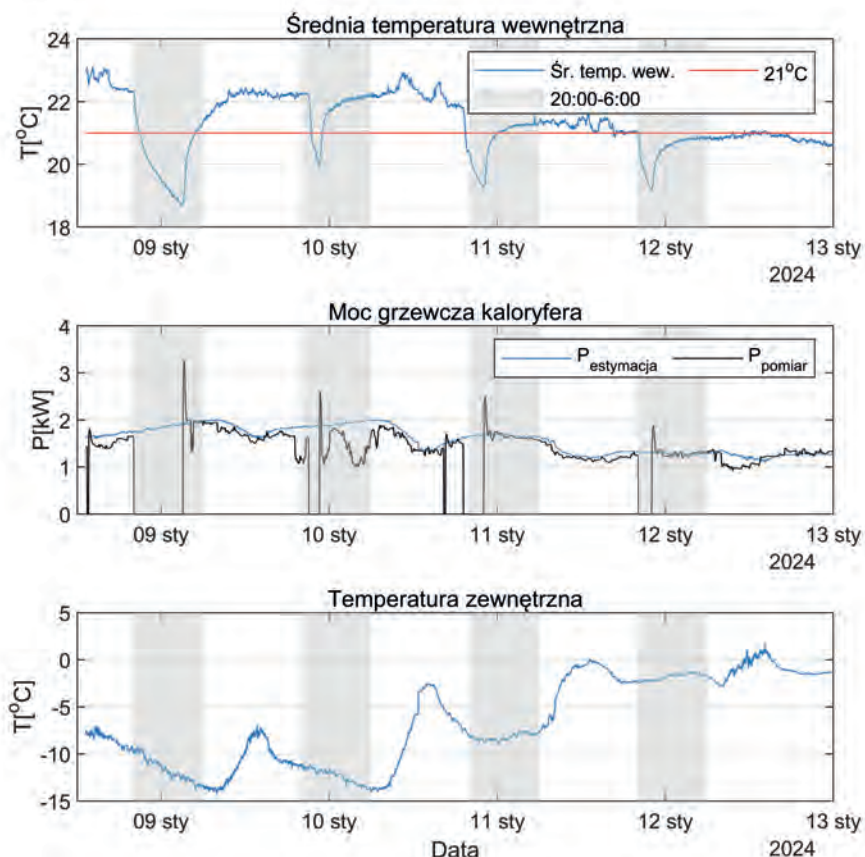 Średnia temperatura wewnętrzna
24
22
20
18
T[°C]
Śr. temp. wew.
21°C
20:00-6:00
09 sty
10 sty
11 sty
12 sty
13 sty
2024
Moc grzewcza kaloryfera
4
3
2
1
0
P[kW]
P estymacja
P pomiar
09 sty
10 sty
11 sty
12 sty
13 sty
2024
Temperatura zewnętrzna
5
0
-5
-10
-15
T[°C]
09 sty
10 sty
11 sty
12 sty
13 sty
Data
2024